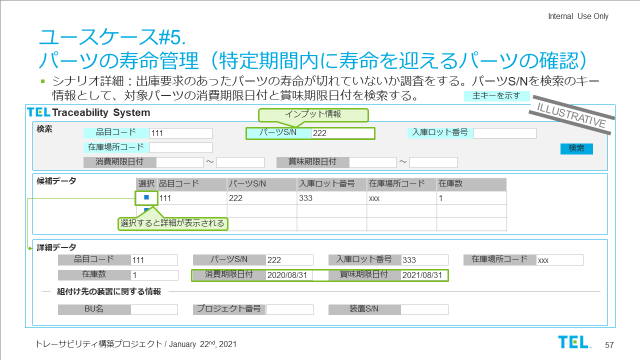 Internal Use Only
ユースケース#5.
パーツの寿命管理（特定期間内に寿命を迎えるパーツの確認）
▪ シナリオ詳細：出庫要求のあったパーツの寿命が切れていないか調査をする。パーツS/Nを検索のキー
情報として、対象パーツの消費期限日付と賞味期限日付を検索する。
主キーを示す
ILLUSTRATIVE
TEL Traceability System
インプット情報
検索
品目コード 111 パーツS/N 222 入庫ロット番号
在庫場所コード
検索
消費期限日付 ～ 賞味期限日付 ～
候補データ
選択 品目コード パーツS/N 入庫ロット番号 在庫場所コード 在庫数
■ 111 222 333 xxx 1
選択すると詳細が表示される
詳細データ
品目コード 111 パーツS/N 222 入庫ロット番号 333 在庫場所コード xxx
在庫数 1 消費期限日付 2020/08/31 賞味期限日付 2021/08/31
組付け先の装置に関する情報
BU名 プロジェクト番号 装置S/N
トレーサビリティ構築プロジェクト / January 22nd, 2021
TEL
57